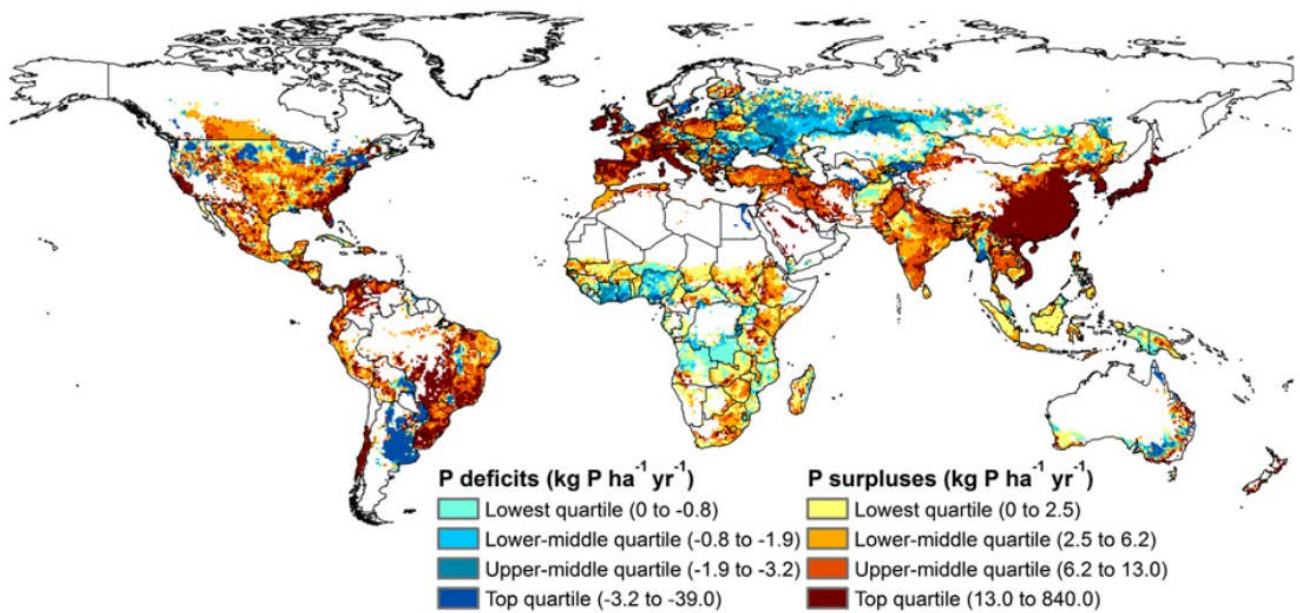 P deficits (kg P ha⁻¹ yr⁻¹)
Lowest quartile (0 to -0.8)
Lower-middle quartile (-0.8 to -1.9)
Upper-middle quartile (-1.9 to -3.2)
Top quartile (-3.2 to -39.0)
P surpluses (kg P ha⁻¹ yr⁻¹)
Lowest quartile (0 to 2.5)
Lower-middle quartile (2.5 to 6.2)
Upper-middle quartile (6.2 to 13.0)
Top quartile (13.0 to 840.0)